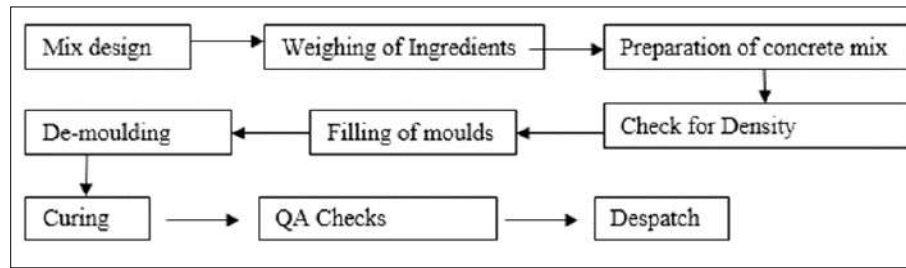 Mix design
Weighing of Ingredients
Preparation of concrete mix
Check for Density
Filling of moulds
De-moulding
Curing
QA Checks
Despatch